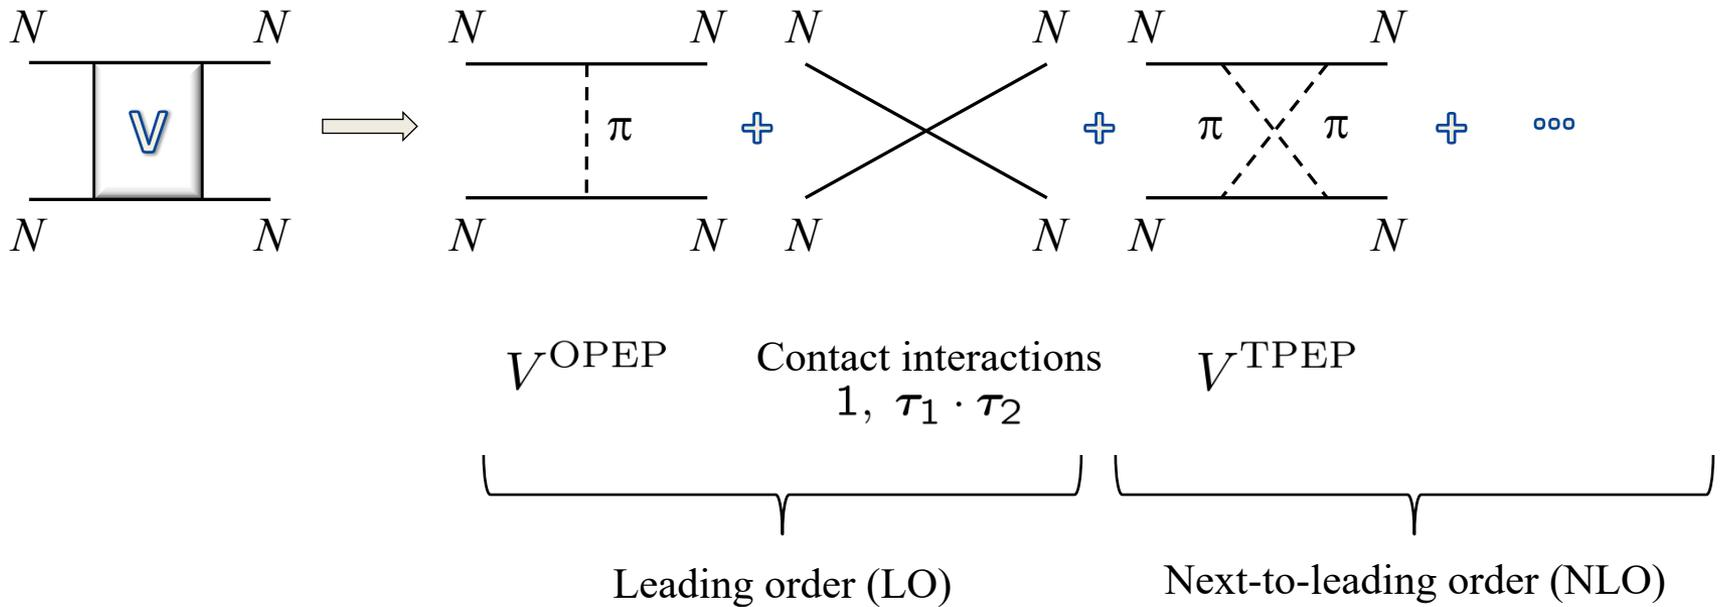 N N N N N N N N
V π + + π π + °°°
N N N N N N N N
V^OPEP Contact interactions V^TPEP
1, τ₁ · τ₂
Leading order (LO) Next-to-leading order (NLO)